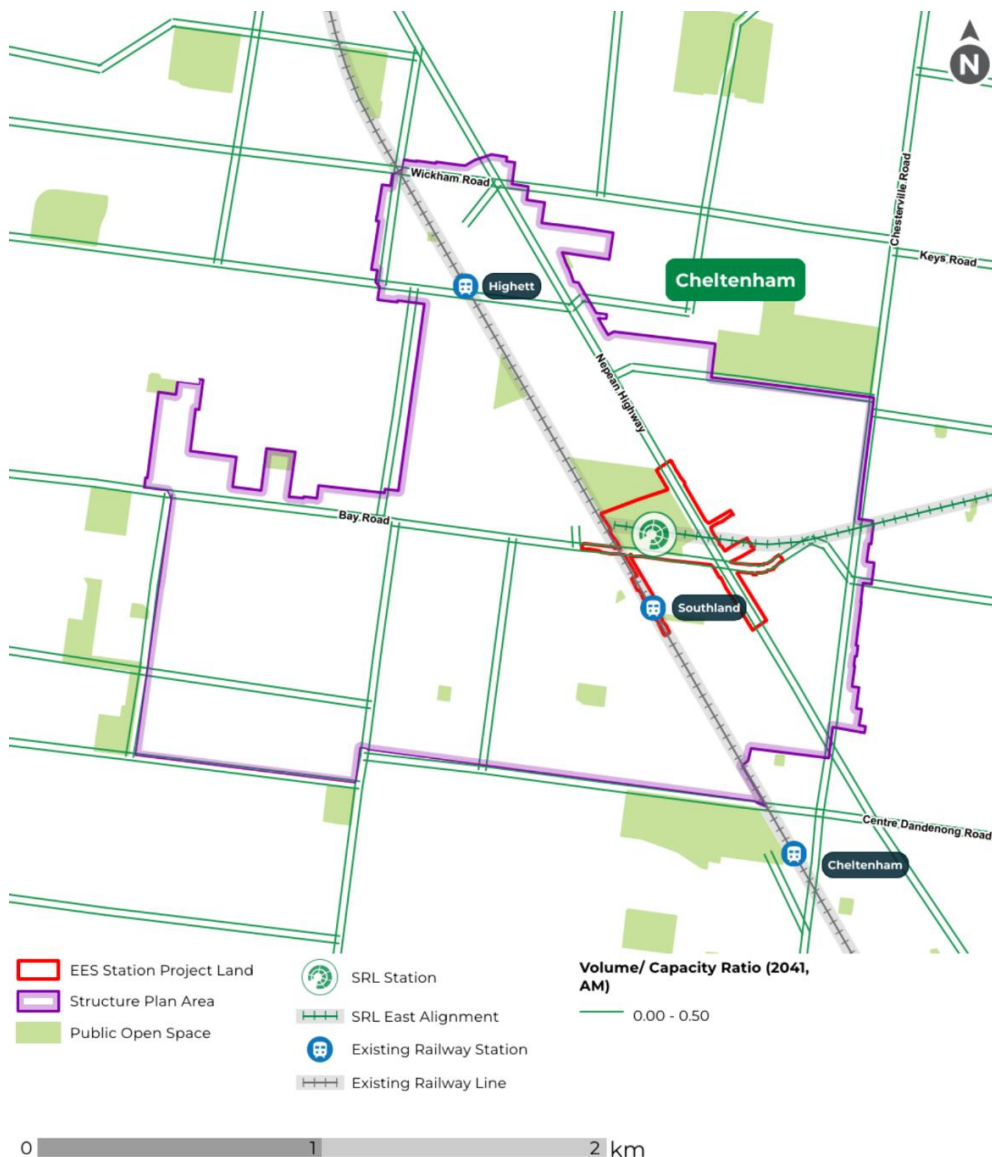 N
Wickham Road
Chesterville Road
Keys Road
Cheltenham
Highett
Nepean Highway
Bay Road
Southland
Centre Dandenong Road
Cheltenham
EES Station Project Land
Structure Plan Area
Public Open Space
SRL Station
SRL East Alignment
Existing Railway Station
Existing Railway Line
Volume/ Capacity Ratio (2041,
AM)
0.00 - 0.50
0 1 2 km